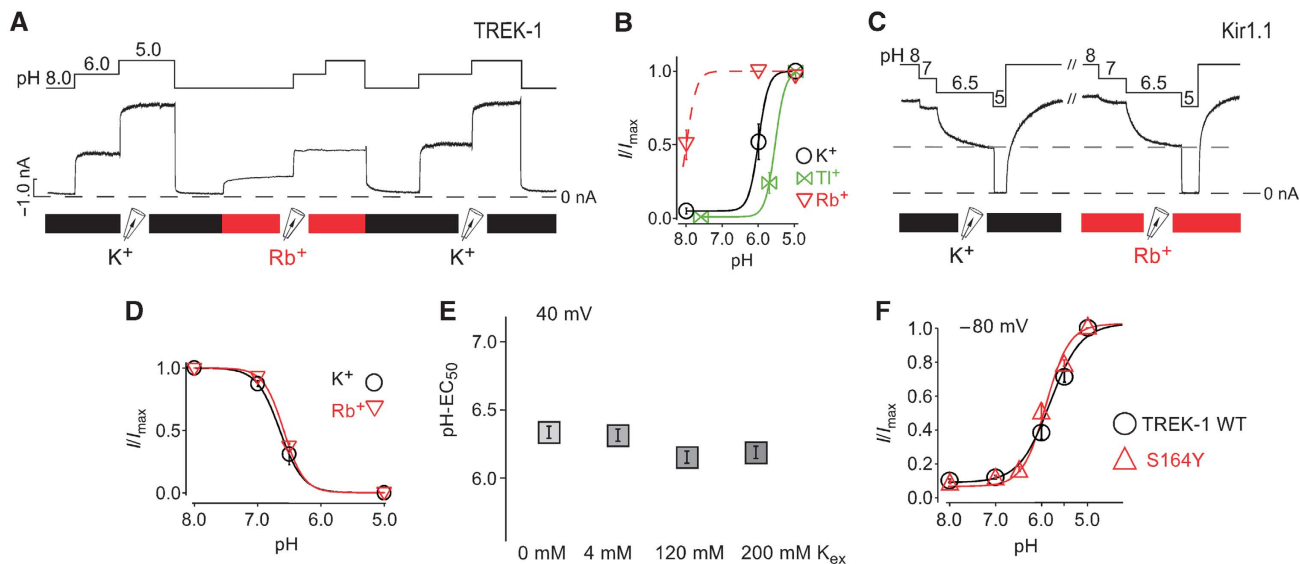 A
TREK-1
pH 8.0 6.0 5.0
−1.0 nA
0 nA
K+
Rb+
K+
B
I/Imax
1.0
0.5
0.0
K+
Tl+
Rb+
8.0 7.0 6.0 5.0
pH
C
Kir1.1
pH 8 7 6.5 5 // 8 7 6.5 5
//
0 nA
K+
Rb+
D
I/Imax
1.0
0.5
0.0
K+
Rb+
8.0 7.0 6.0 5.0
pH
E
40 mV
pH-EC50
7.0
6.5
6.0
0 mM 4 mM 120 mM 200 mM Kex
F
−80 mV
I/Imax
1.0
0.8
0.6
0.4
0.2
0.0
TREK-1 WT
S164Y
8.0 7.0 6.0 5.0
pH